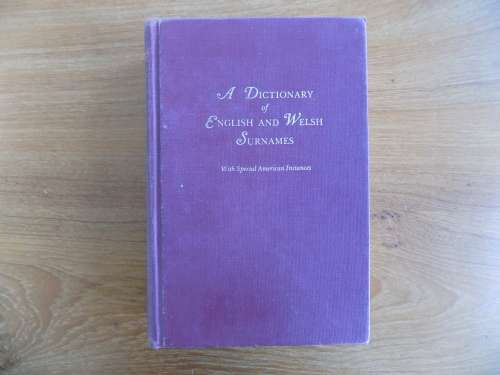 A DICTIONARY
of
ENGLISH AND WELSH
SURNAMES
With Special American Instances